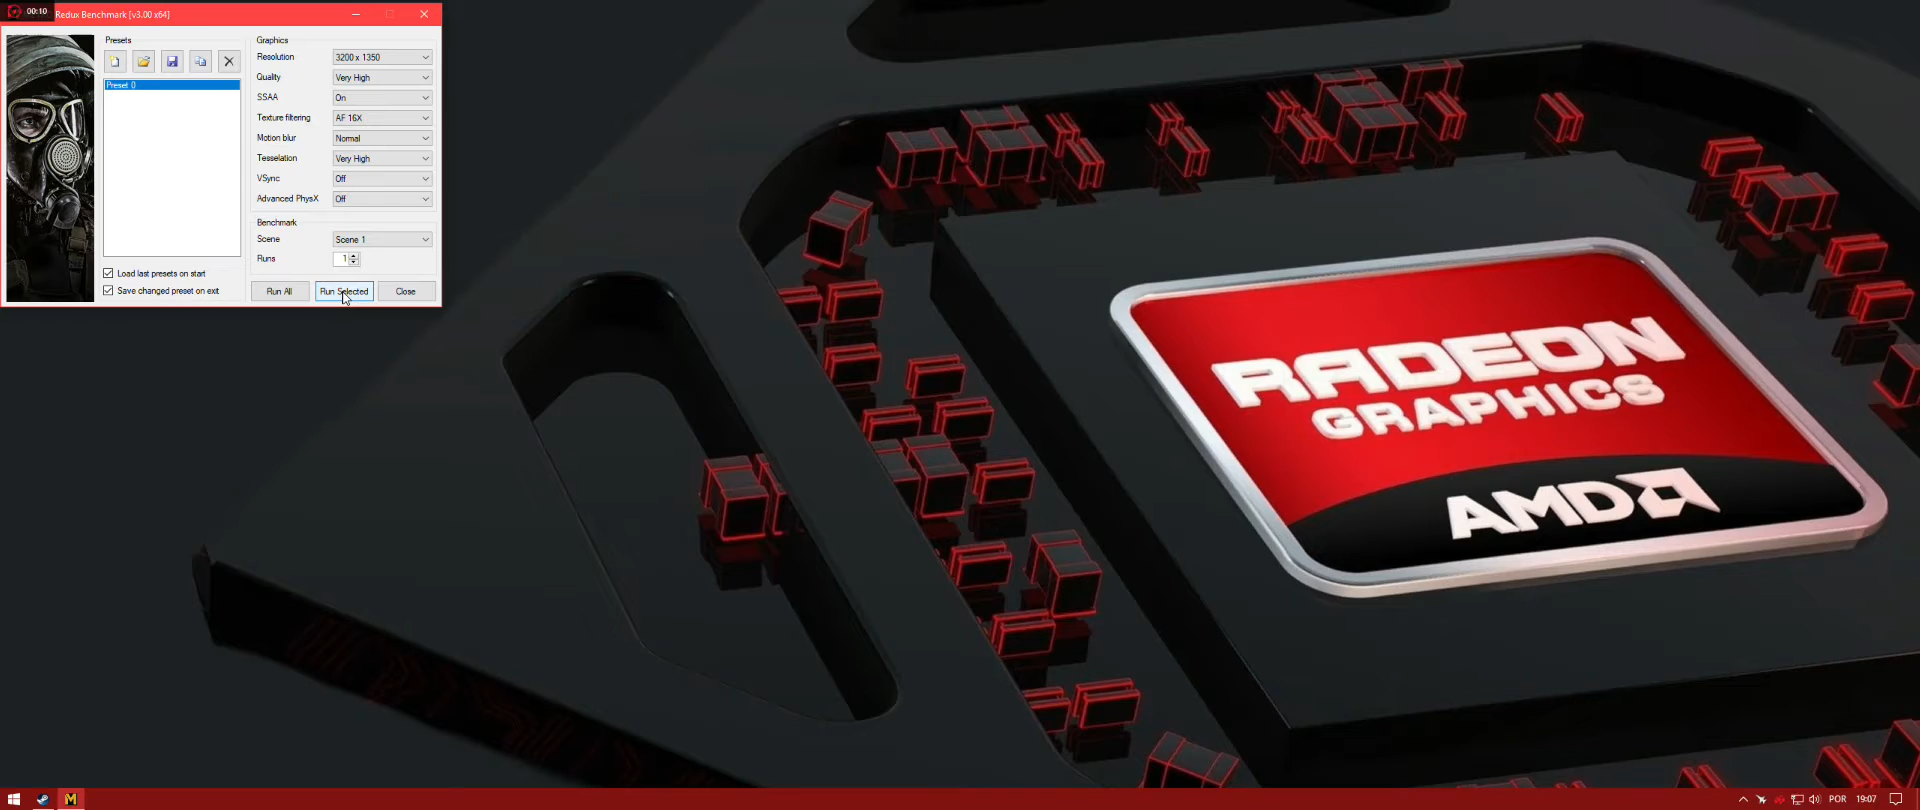 00:10
Redux Benchmark [v3.00 x64]
Presets
Preset 0
Load last presets on start
Save changed preset on exit
Graphics
Resolution 3200 x 1350
Quality Very High
SSAA On
Texture filtering AF 16X
Motion blur Normal
Tesselation Very High
VSync Off
Advanced PhysX Off
Benchmark
Scene Scene 1
Runs 1
Run All Run Selected Close
RADEON
GRAPHICS
AMD
M
POR 19:07